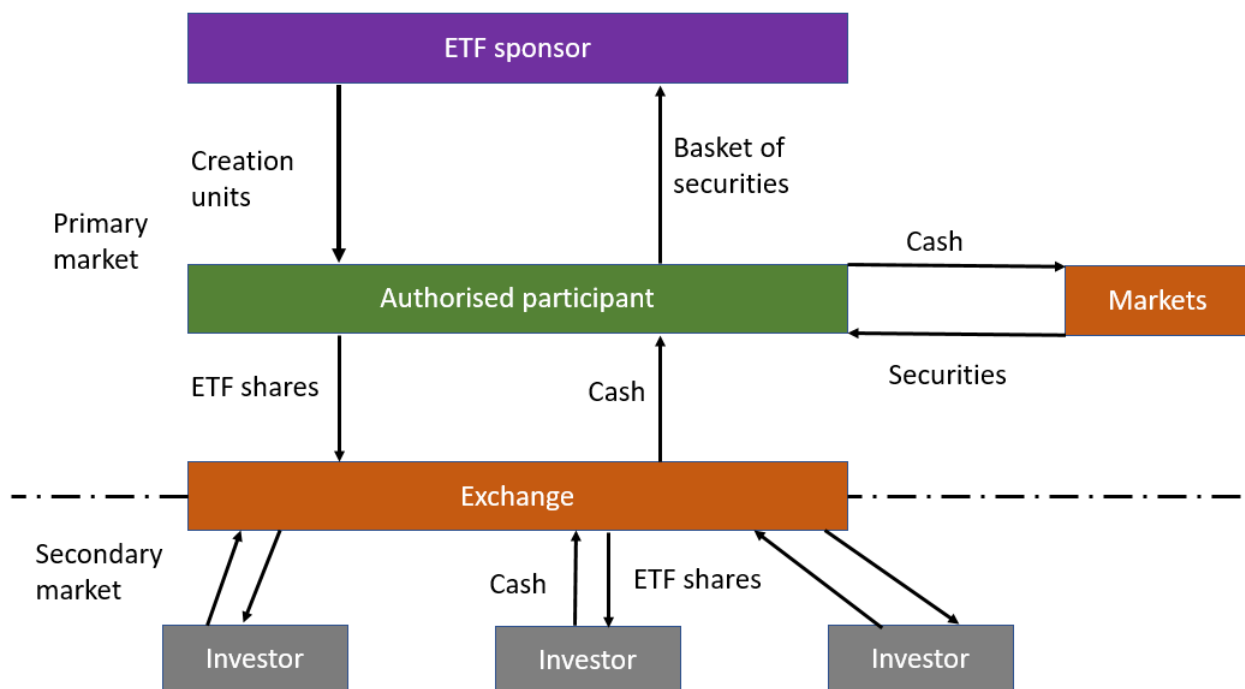 ETF sponsor
Creation
units
Basket of
securities
Primary
market
Cash
Authorised participant
Markets
ETF shares
Cash
Securities
Exchange
Secondary
market
Cash
ETF shares
Investor
Investor
Investor